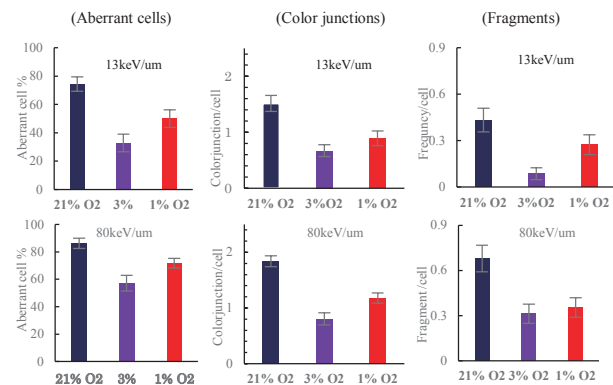 (Aberrant cells) (Color junctions) (Fragments)
13keV/um
Aberrant cell %
100
80
60
40
20
0
21% O2 3% 1% O2
13keV/um
Colorjunction/cell
2
1
0
21% O2 3%O2 1% O2
13keV/um
Frequncy/cell
0.9
0.6
0.3
0
21% O2 3%O2 1% O2
80keV/um
Aberrant cell %
100
80
60
40
20
0
21% O2 3% 1% O2
80keV/um
Colorjunction/cell
2
1
0
21% O2 3% O2 1% O2
80keV/um
Fragment/cell
0.9
0.6
0.3
0
21% O2 3% O2 1% O2